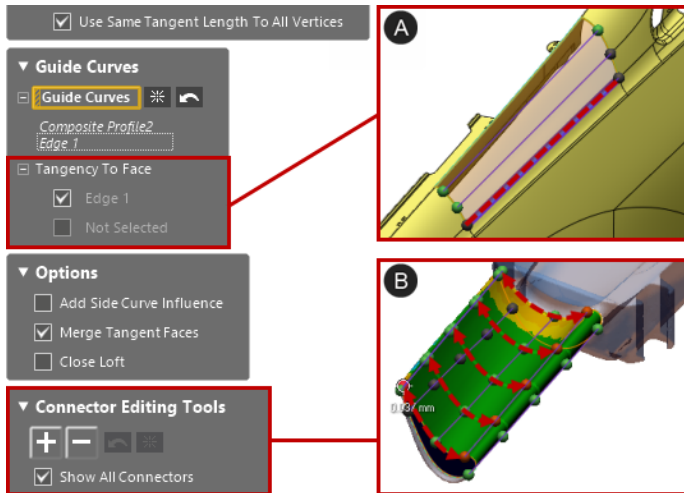 Use Same Tangent Length To All Vertices
Guide Curves
Guide Curves
Composite Profile2
Edge 1
Tangency To Face
Edge 1
Not Selected
Options
Add Side Curve Influence
Merge Tangent Faces
Close Loft
Connector Editing Tools
Show All Connectors
A
B
mm